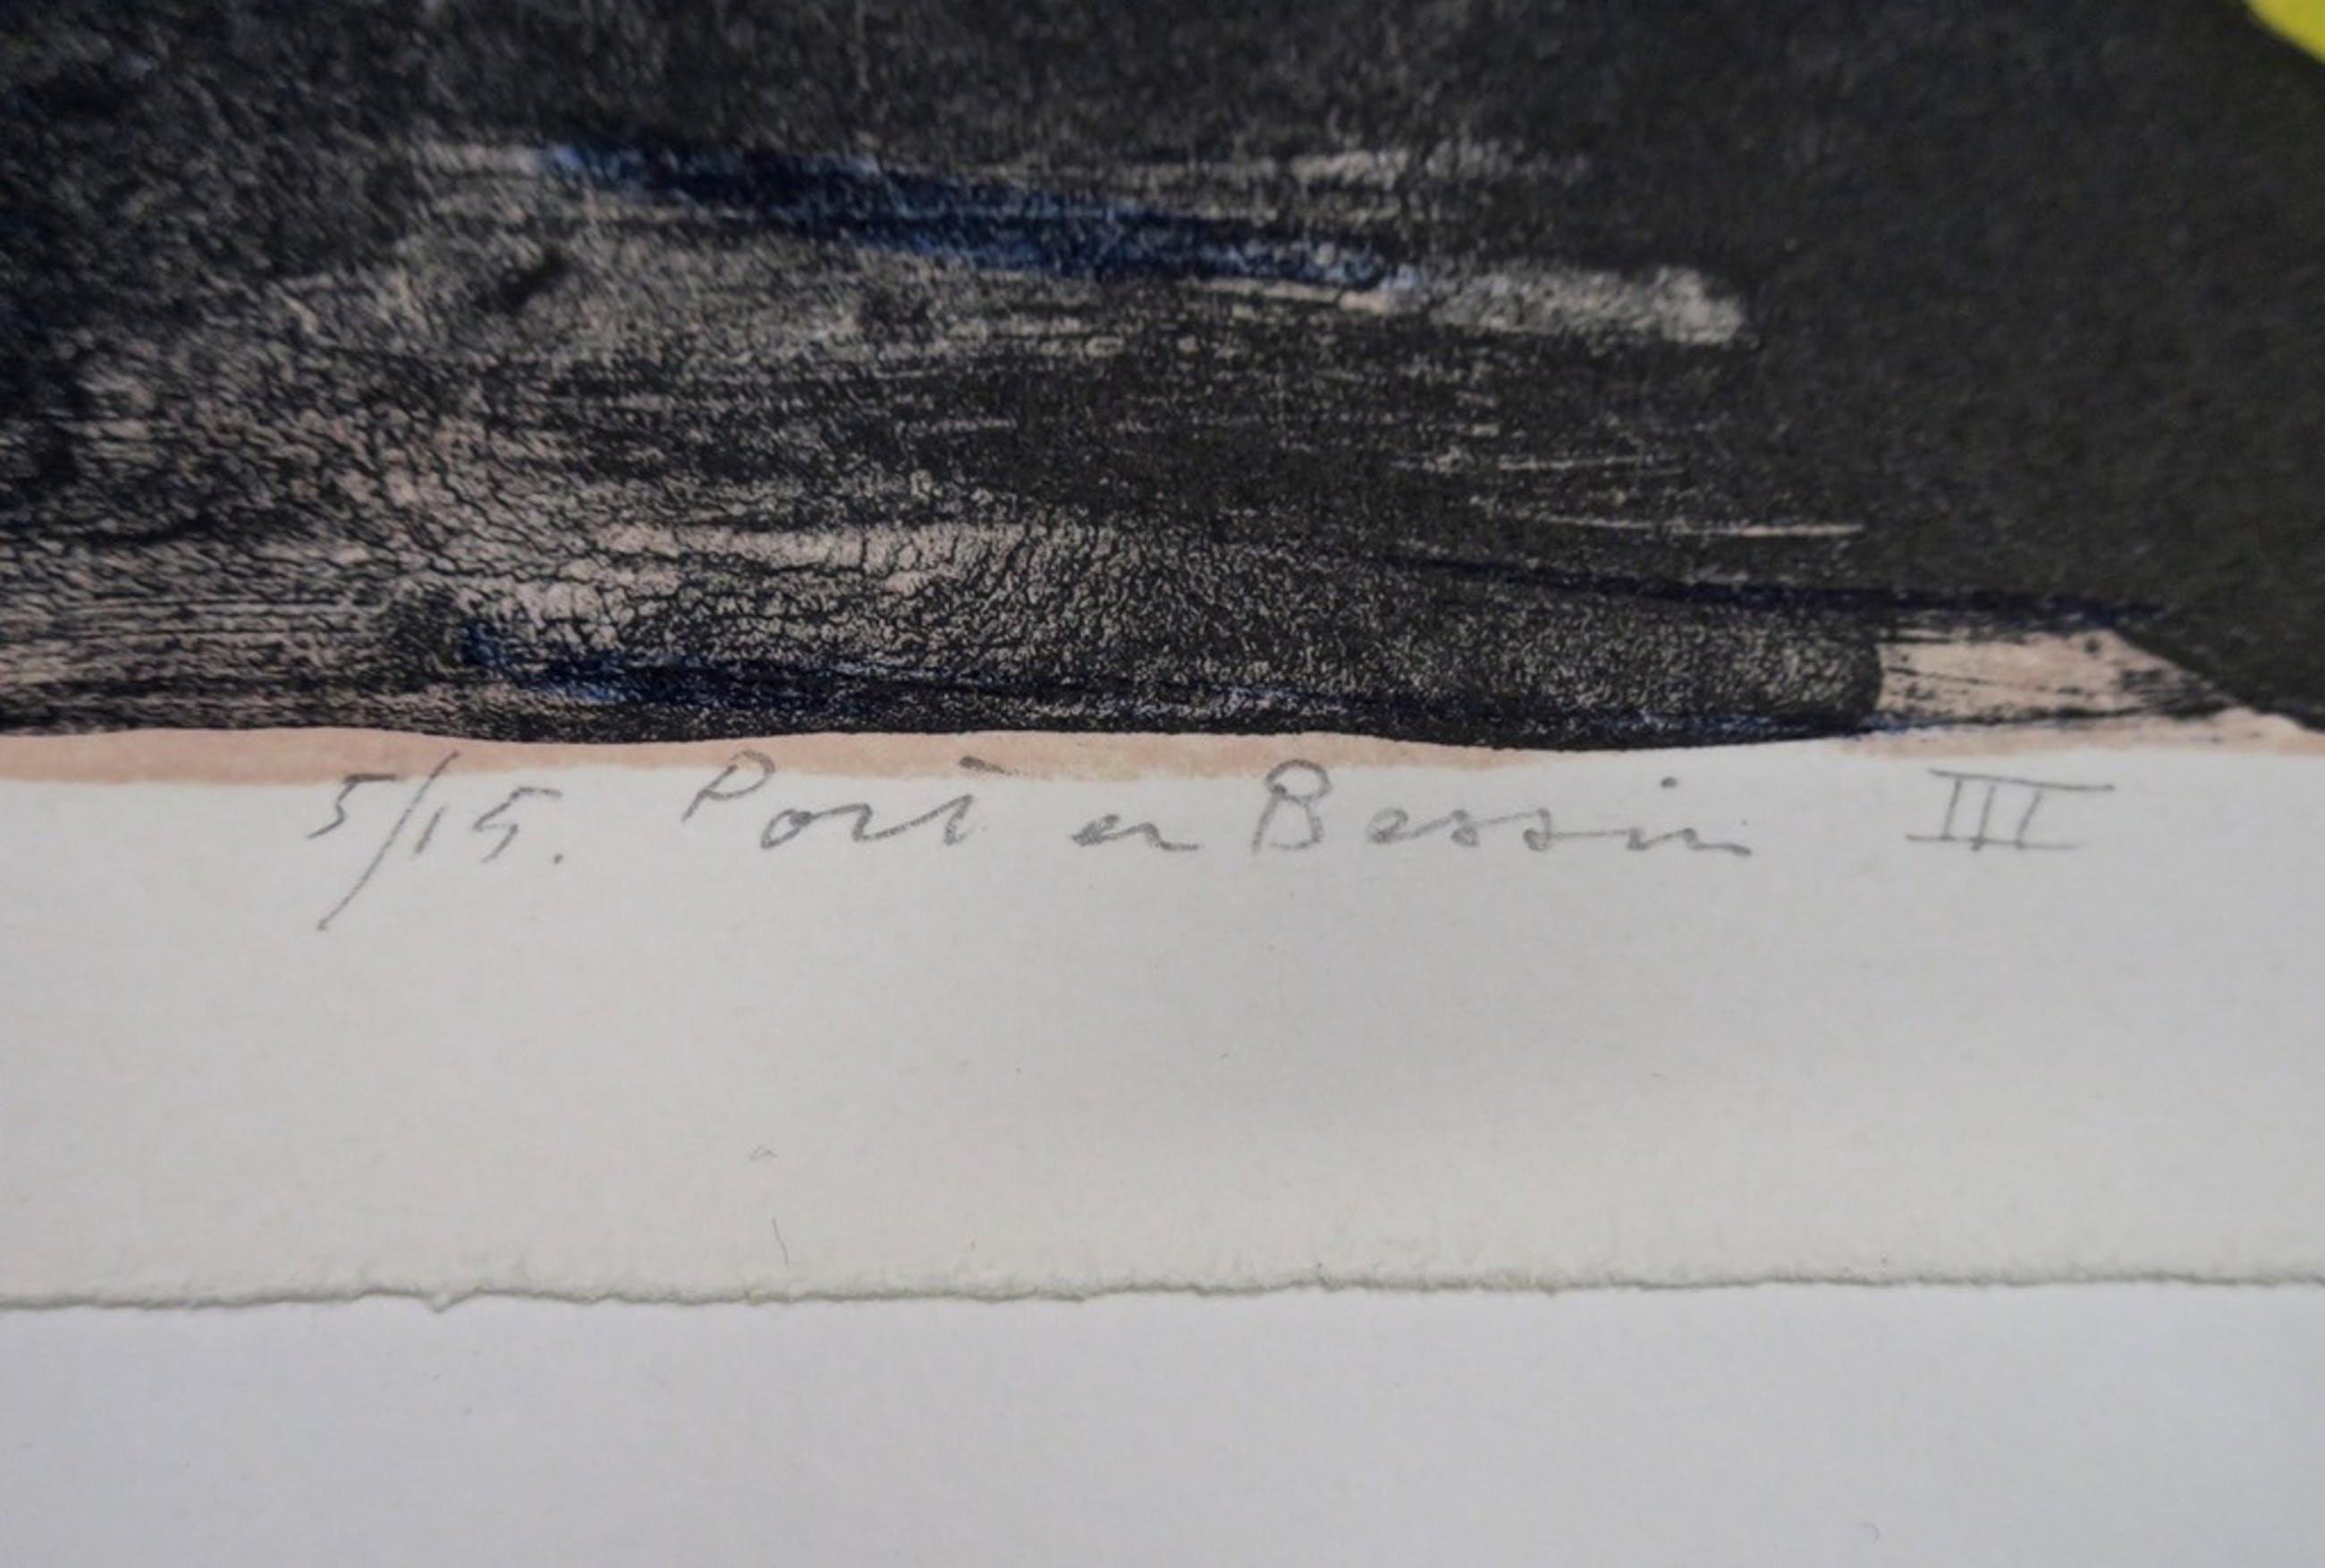 5/15. Port en Bessin III